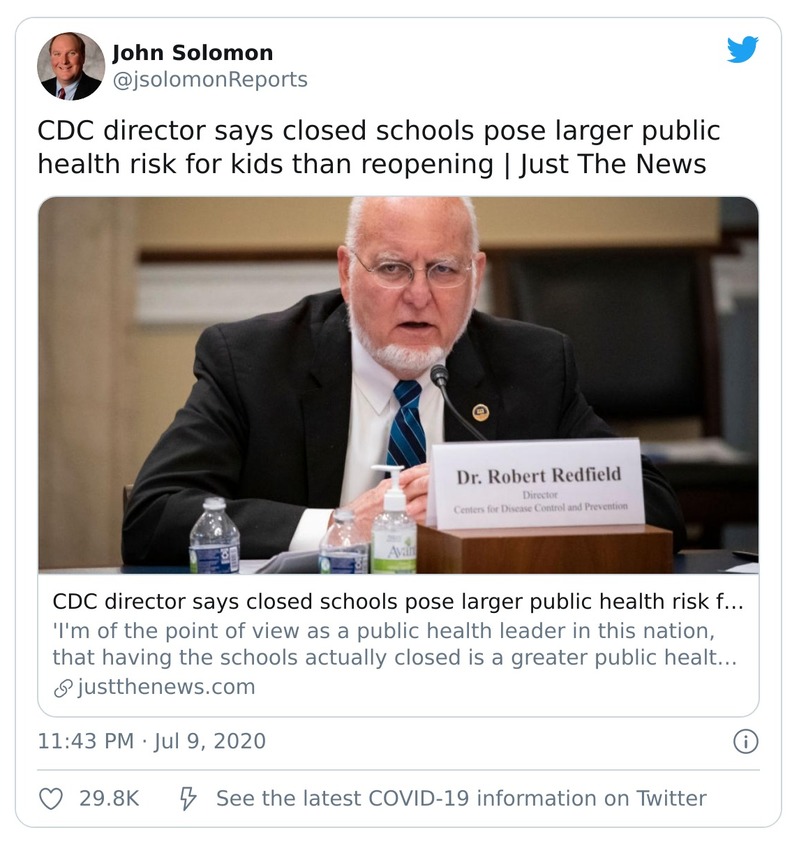 John Solomon
@jsolomonReports
CDC director says closed schools pose larger public
health risk for kids than reopening | Just The News
Dr. Robert Redfield
Director
Centers for Disease Control and Prevention
Avant
CDC director says closed schools pose larger public health risk f...
'I'm of the point of view as a public health leader in this nation,
that having the schools actually closed is a greater public healt...
justthenews.com
11:43 PM · Jul 9, 2020
29.8K
See the latest COVID-19 information on Twitter